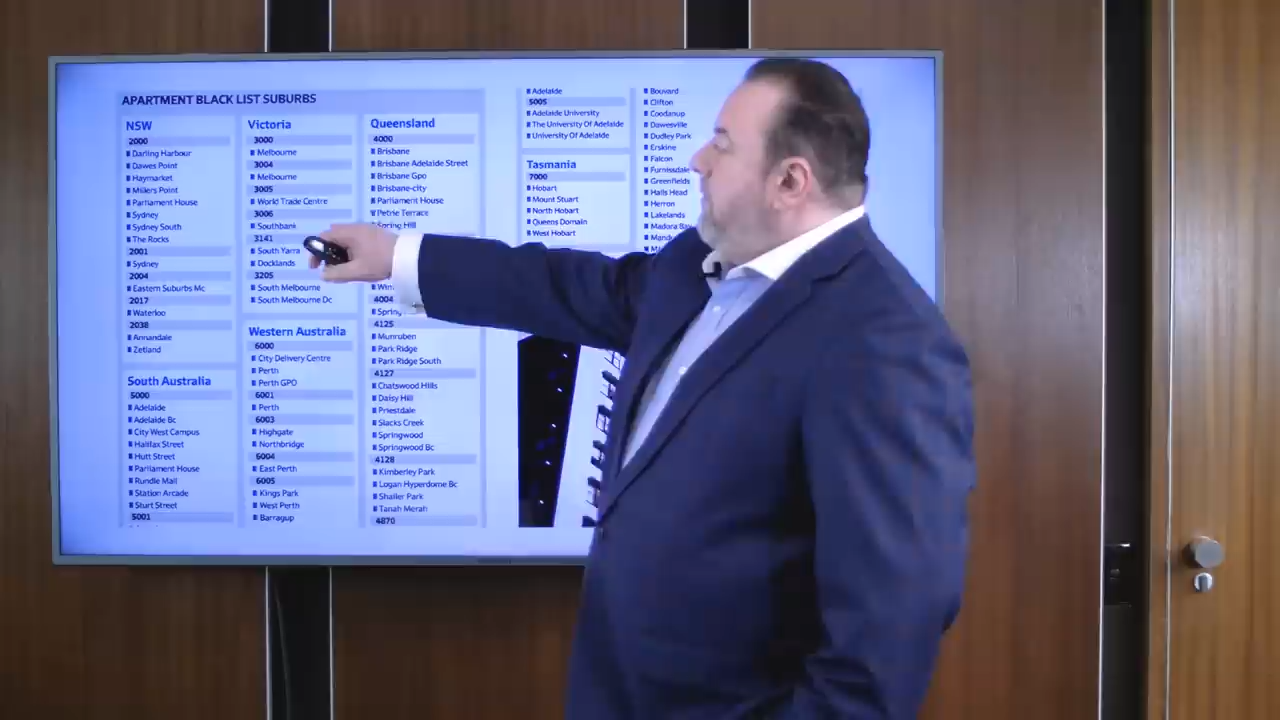 APARTMENT BLACK LIST SUBURBS
NSW
2000
Darling Harbour
Dawes Point
Haymarket
Millers Point
Parliament House
Sydney
Sydney South
The Rocks
2001
Sydney
2004
Eastern Suburbs Mc
2017
Waterloo
2038
Annandale
Zetland
South Australia
5000
Adelaide
Adelaide Bc
City West Campus
Halifax Street
Hutt Street
Parliament House
Rundle Mall
Station Arcade
Sturt Street
5001
Victoria
3000
Melbourne
3004
Melbourne
3005
World Trade Centre
3006
Southbank
3141
South Yarra
Docklands
3205
South Melbourne
South Melbourne Dc
Western Australia
6000
City Delivery Centre
Perth
Perth GPO
6001
Perth
6003
Highgate
Northbridge
6004
East Perth
6005
Kings Park
West Perth
Barragup
Queensland
4000
Brisbane
Brisbane Adelaide Street
Brisbane Gpo
Brisbane-city
Parliament House
Petrie Terrace
Spring Hill
4004
4125
Munruben
Park Ridge
Park Ridge South
4127
Chatswood Hills
Daisy Hill
Priestdale
Slacks Creek
Springwood
Springwood Bc
4128
Kimberley Park
Logan Hyperdome Bc
Shailer Park
Tanah Merah
4870
Adelaide
5005
Adelaide University
The University Of Adelaide
University Of Adelaide
Tasmania
7000
Hobart
Mount Stuart
North Hobart
Queens Domain
West Hobart
Bouvard
Clifton
Coodanup
Dawesville
Dudley Park
Erskine
Falcon
Furnissdale
Greenfields
Halls Head
Herron
Lakelands
Madora Bay